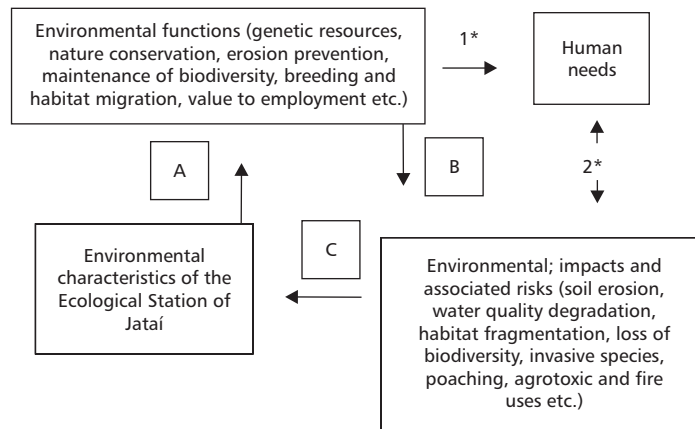 Environmental functions (genetic resources,
nature conservation, erosion prevention,
maintenance of biodiversity, breeding and
habitat migration, value to employment etc.)
1*
Human
needs
A
B
2*
Environmental
characteristics of the
Ecological Station of
Jataí
C
Environmental; impacts and
associated risks (soil erosion,
water quality degradation,
habitat fragmentation, loss of
biodiversity, invasive species,
poaching, agrotoxic and fire
uses etc.)